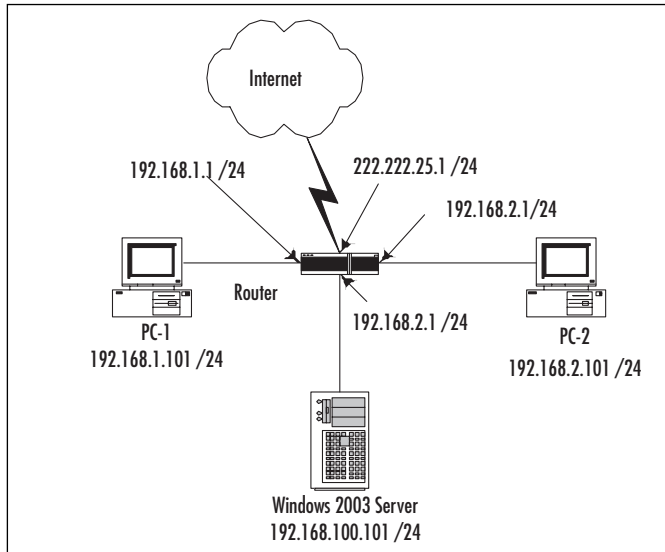 Internet
192.168.1.1 /24
222.222.25.1 /24
192.168.2.1/24
Router
192.168.2.1 /24
PC-1
192.168.1.101 /24
PC-2
192.168.2.101 /24
Windows 2003 Server
192.168.100.101 /24